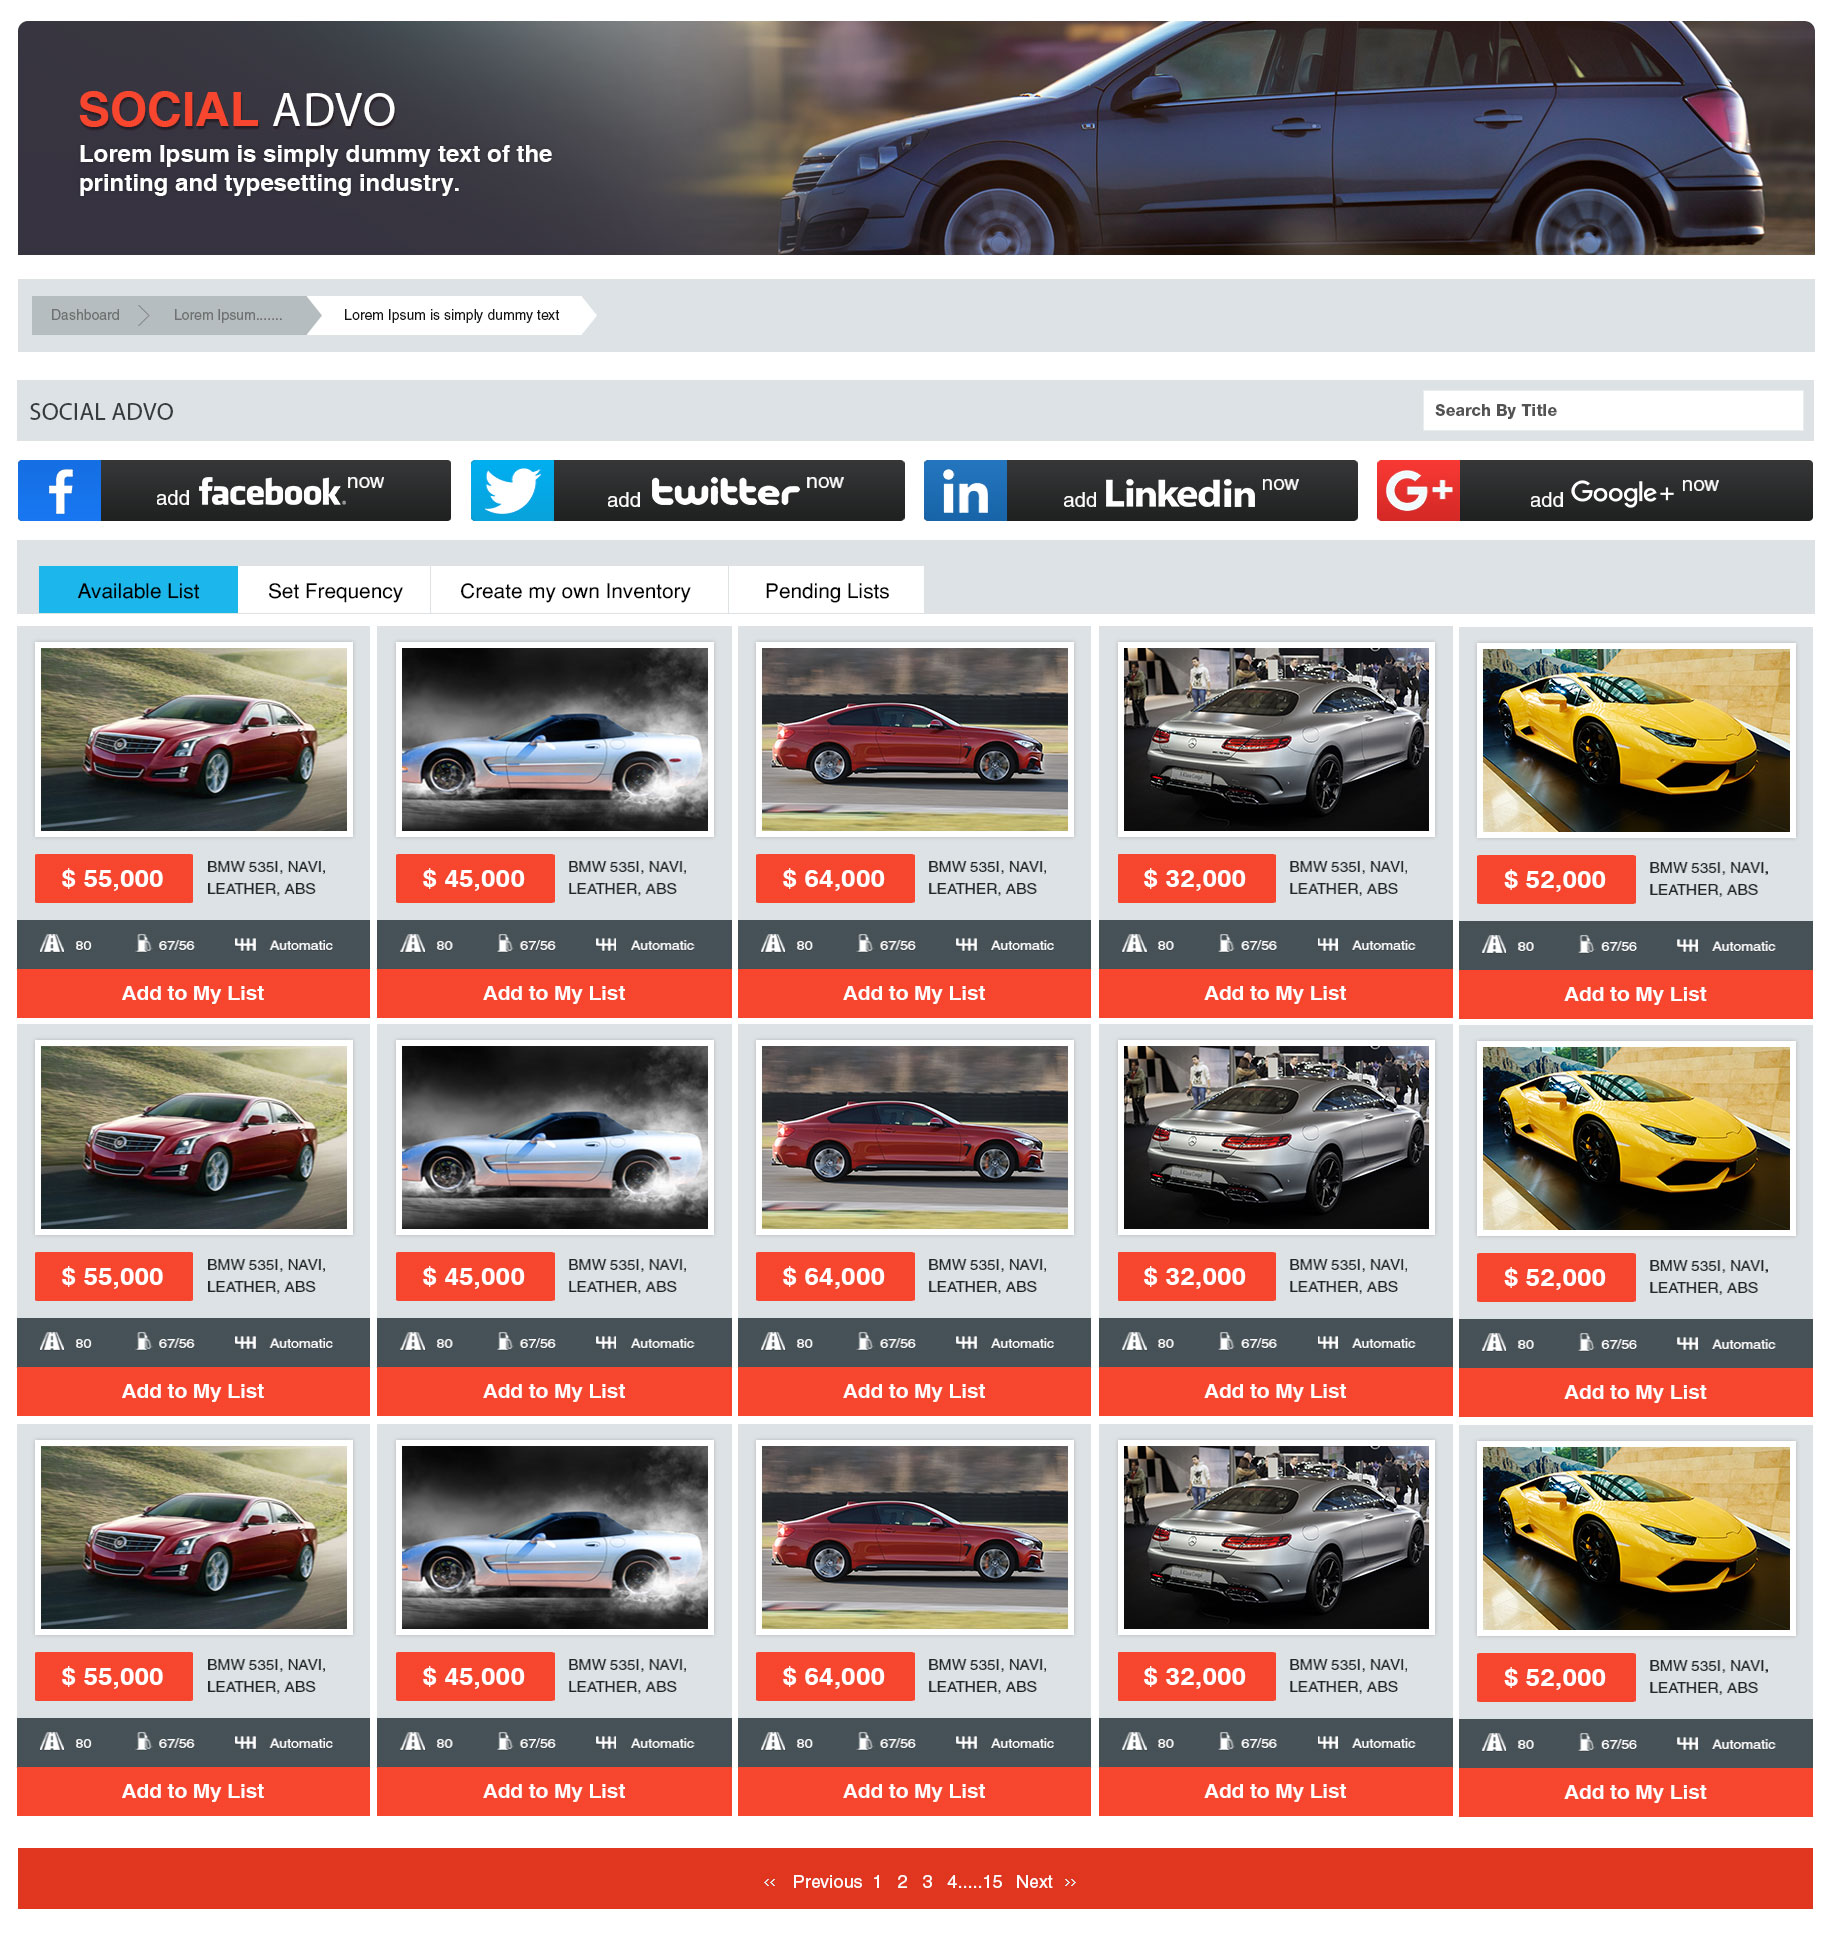 SOCIAL ADVO
Lorem Ipsum is simply dummy text of the
printing and typesetting industry.
Dashboard Lorem Ipsum....... Lorem Ipsum is simply dummy text
SOCIAL ADVO Search By Title
add facebook. now add twitter now add Linkedin now G+ add Google+ now
Available List Set Frequency Create my own Inventory Pending Lists
$ 55,000 BMW 535I, NAVI, $ 45,000 BMW 535I, NAVI, $ 64,000 BMW 535I, NAVI, $ 32,000 BMW 535I, NAVI, $ 52,000 BMW 535I, NAVI,
LEATHER, ABS LEATHER, ABS LEATHER, ABS LEATHER, ABS LEATHER, ABS
80 67/56 Automatic 80 67/56 Automatic 80 67/56 Automatic 80 67/56 Automatic 80 67/56 Automatic
Add to My List Add to My List Add to My List Add to My List Add to My List
$ 55,000 BMW 535I, NAVI, $ 45,000 BMW 535I, NAVI, $ 64,000 BMW 535I, NAVI, $ 32,000 BMW 535I, NAVI, $ 52,000 BMW 535I, NAVI,
LEATHER, ABS LEATHER, ABS LEATHER, ABS LEATHER, ABS LEATHER, ABS
80 67/56 Automatic 80 67/56 Automatic 80 67/56 Automatic 80 67/56 Automatic 80 67/56 Automatic
Add to My List Add to My List Add to My List Add to My List Add to My List
$ 55,000 BMW 535I, NAVI, $ 45,000 BMW 535I, NAVI, $ 64,000 BMW 535I, NAVI, $ 32,000 BMW 535I, NAVI, $ 52,000 BMW 535I, NAVI,
LEATHER, ABS LEATHER, ABS LEATHER, ABS LEATHER, ABS LEATHER, ABS
80 67/56 Automatic 80 67/56 Automatic 80 67/56 Automatic 80 67/56 Automatic 80 67/56 Automatic
Add to My List Add to My List Add to My List Add to My List Add to My List
‹‹ Previous 1 2 3 4.....15 Next ››